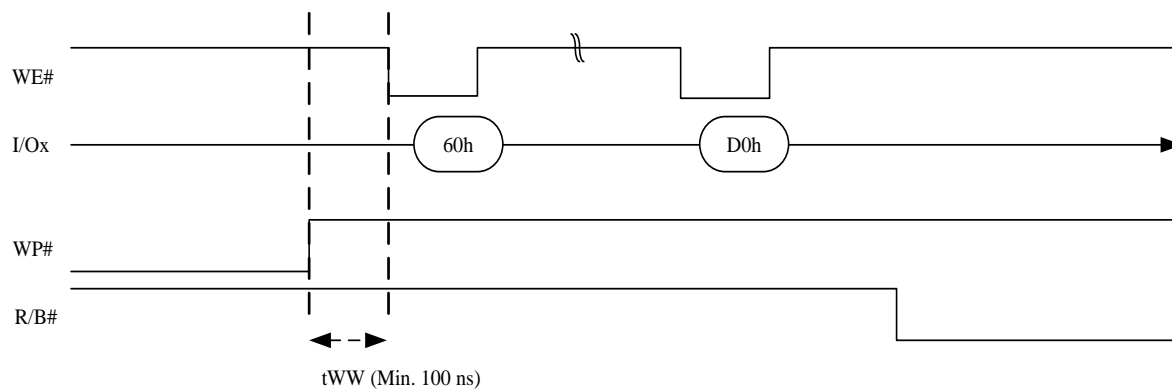 WE#
I/Ox
60h
D0h
WP#
R/B#
tWW (Min. 100 ns)